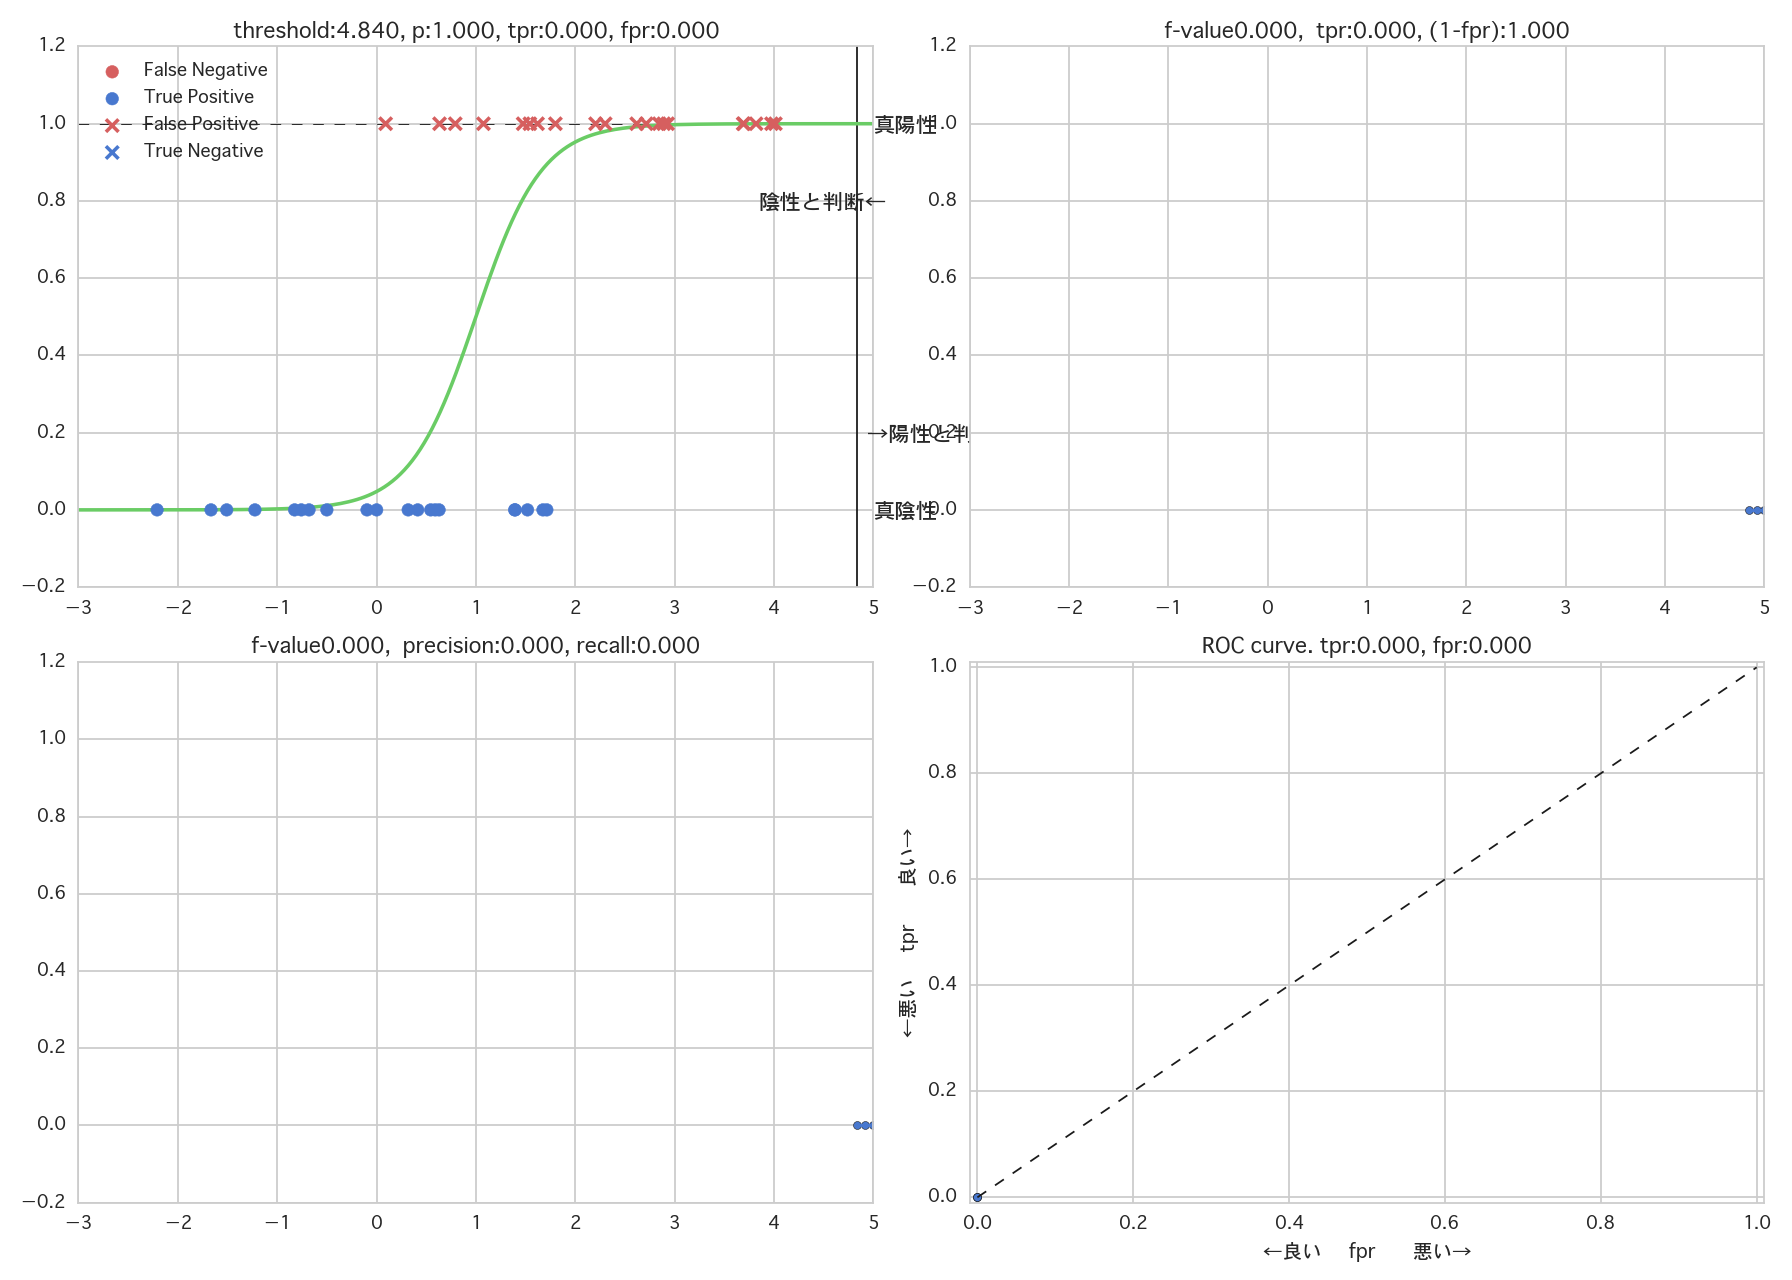 threshold:4.840, p:1.000, tpr:0.000, fpr:0.000
1.2
False Negative
True Positive
1.0
False Positive
真陽性
True Negative
0.8
陰性と判断←
0.6
0.4
0.2
→陽性と判
0.0
真陰性
−0.2
−3 −2 −1 0 1 2 3 4 5
f-value0.000,  tpr:0.000, (1-fpr):1.000
1.2
1.0
0.8
0.6
0.4
0.2
0.0
−0.2
−3 −2 −1 0 1 2 3 4 5
f-value0.000,  precision:0.000, recall:0.000
1.2
1.0
0.8
0.6
0.4
0.2
0.0
−0.2
−3 −2 −1 0 1 2 3 4 5
ROC curve. tpr:0.000, fpr:0.000
1.0
0.8
0.6
0.4
0.2
0.0
←悪い tpr 良い→
0.0 0.2 0.4 0.6 0.8 1.0
←良い fpr 悪い→